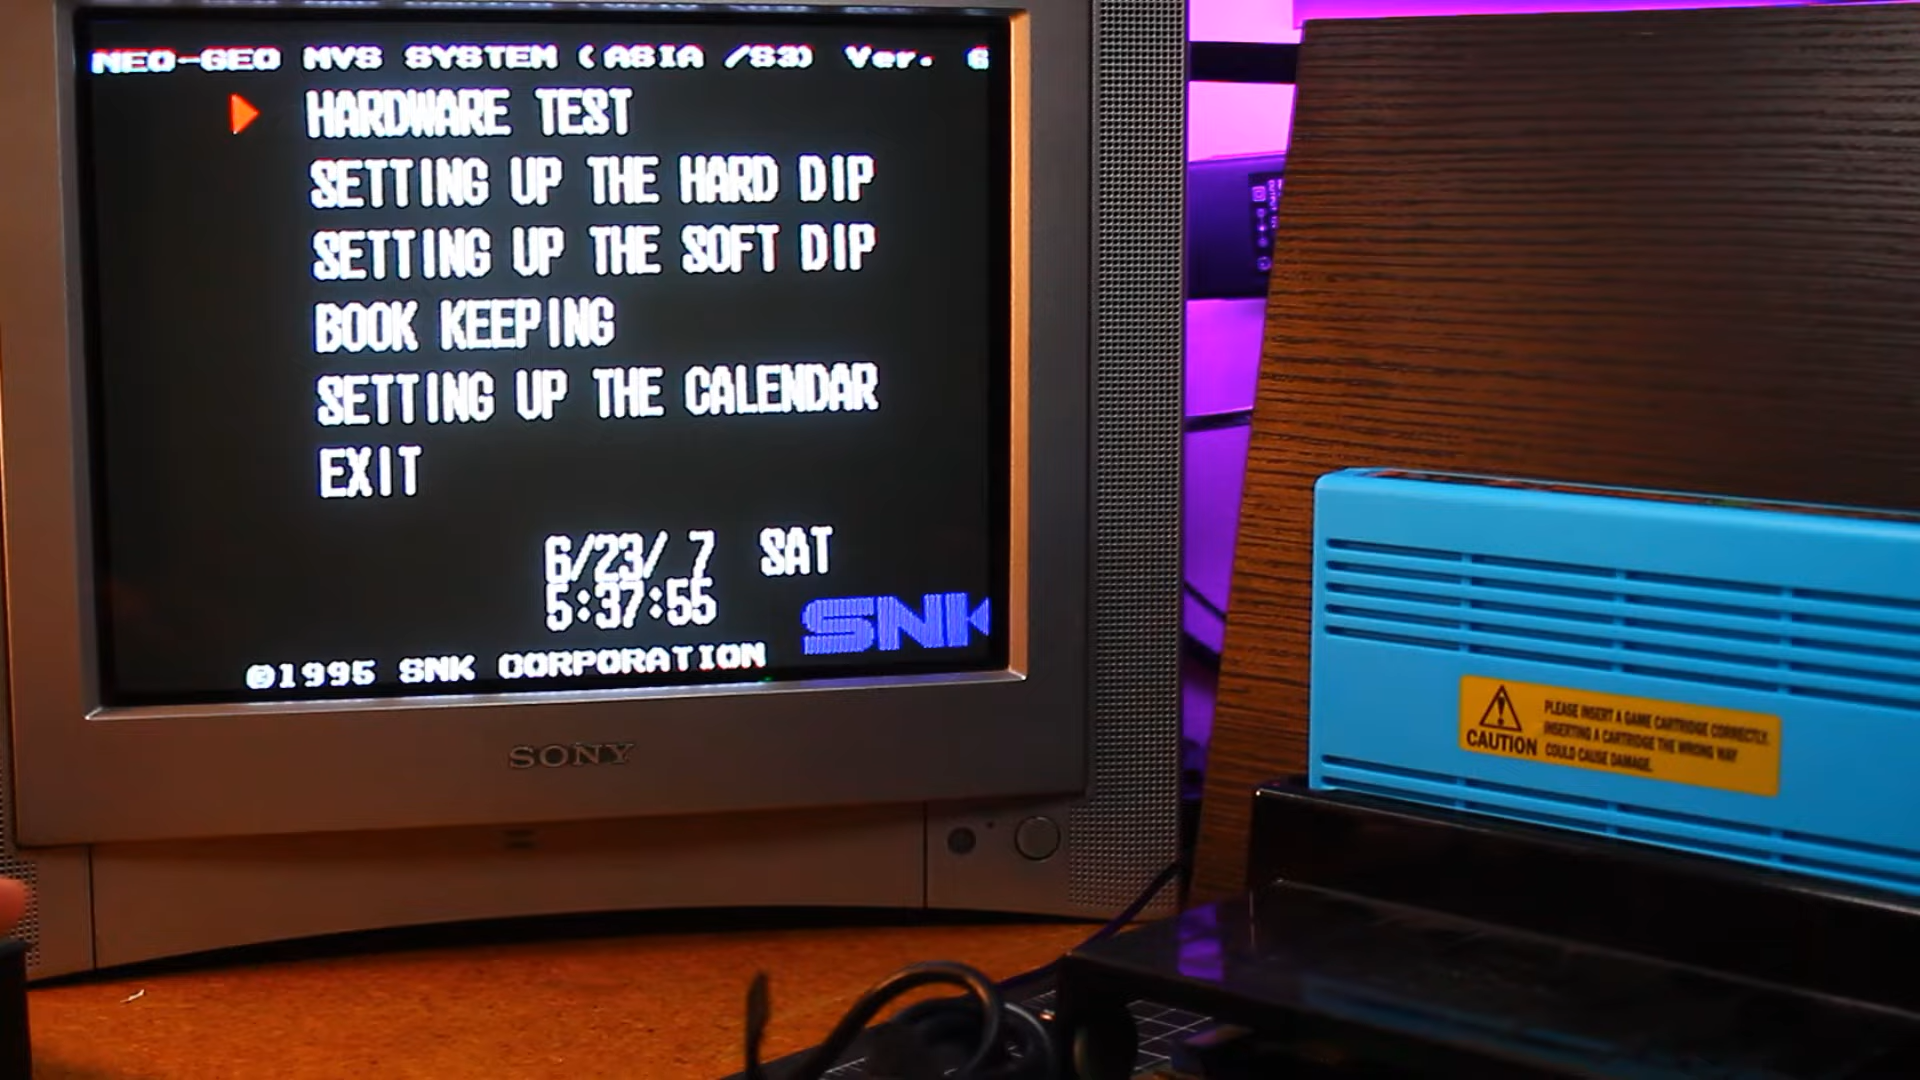 NEO-GEO MVS SYSTEM (ASIA /S3) Ver. 6
HARDWARE TEST
SETTING UP THE HARD DIP
SETTING UP THE SOFT DIP
BOOK KEEPING
SETTING UP THE CALENDAR
EXIT
6/23/ 7 SAT
5:37:55
SNK
©1995 SNK CORPORATION
SONY
CAUTION
PLEASE INSERT A GAME CARTRIDGE CORRECTLY.
INSERTING A CARTRIDGE THE WRONG WAY
COULD CAUSE DAMAGE.